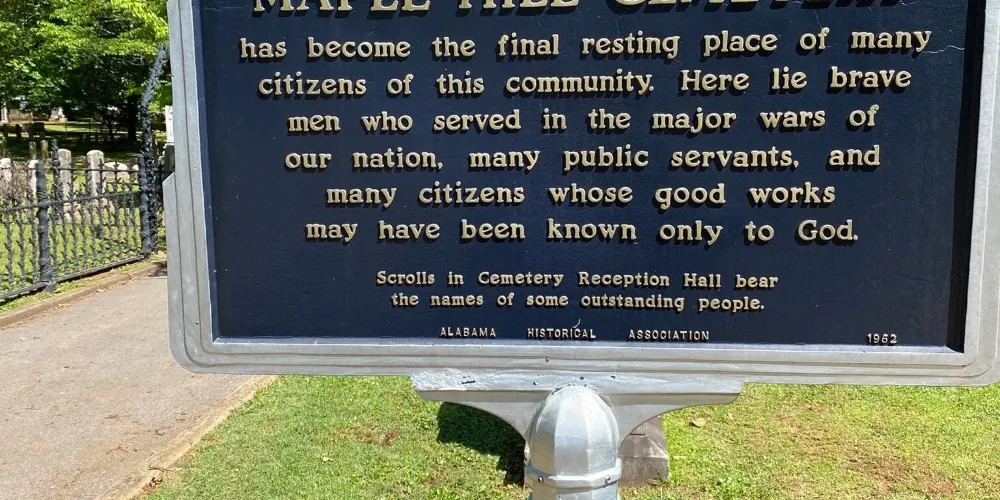 MAPLE HILL CEMETERY
has become the final resting place of many
citizens of this community. Here lie brave
men who served in the major wars of
our nation, many public servants, and
many citizens whose good works
may have been known only to God.
Scrolls in Cemetery Reception Hall bear
the names of some outstanding people.
ALABAMA HISTORICAL ASSOCIATION 1962